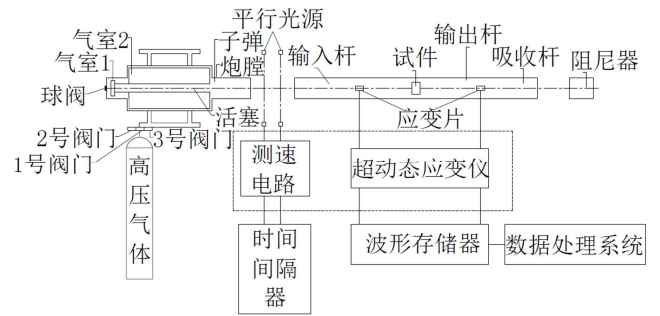 平行光源
气室2
子弹
输出杆
气室1
炮膛
输入杆
试件
吸收杆
阻尼器
球阀
活塞
应变片
2号阀门
3号阀门
1号阀门
测速
电路
超动态应变仪
高
压
气
体
时间
间隔
器
波形存储器
数据处理系统